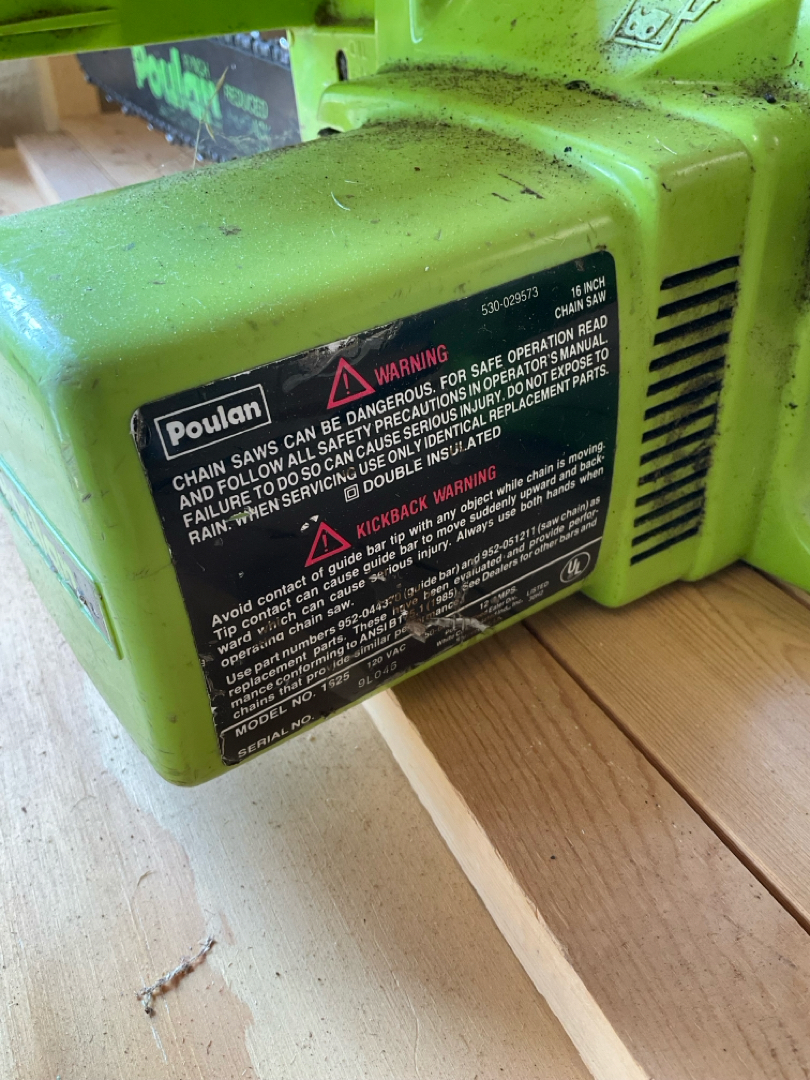 Poulan
530-029573
16 INCH
CHAIN SAW
Poulan
WARNING
CHAIN SAWS CAN BE DANGEROUS. FOR SAFE OPERATION READ
AND FOLLOW ALL SAFETY PRECAUTIONS IN OPERATOR'S MANUAL
FAILURE TO DO SO CAN CAUSE SERIOUS INJURY. DO NOT EXPOSE TO
RAIN. WHEN SERVICING USE ONLY IDENTICAL REPLACEMENT PARTS.
DOUBLE INSULATED
KICKBACK WARNING
Avoid contact of guide bar tip with any object while chain is moving.
Tip contact can cause guide bar to move suddenly upward and back-
ward which can cause serious injury. Always use both hands when
operating chain saw.
Use part numbers 952-044370 (guide bar) and 952-051211 (saw chain) as
replacement parts. These have been evaluated and provide perfor-
mance conforming to ANSI (1985). See Dealers for other bars and
chains that provide similar
MODEL NO. 1625 120 VAC 12 AMPS. LISTED
SERIAL NO. 9L045
UL